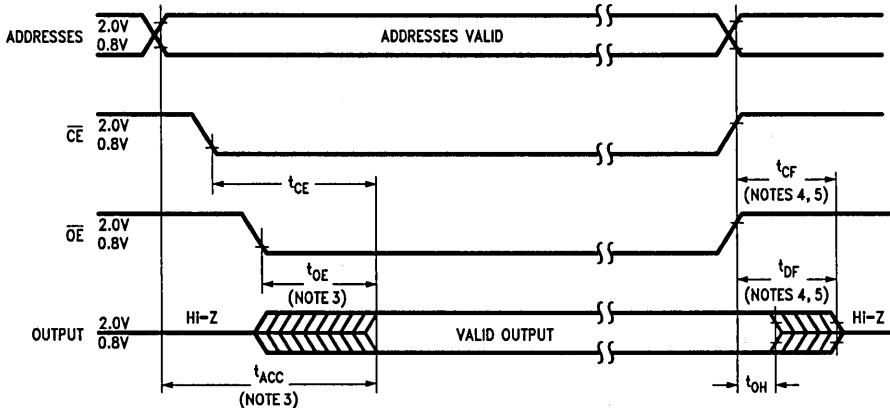 ADDRESSES 2.0V 0.8V ADDRESSES VALID
CE 2.0V 0.8V
tCE tCF (NOTES 4, 5)
OE 2.0V 0.8V
tOE (NOTE 3) tDF (NOTES 4, 5)
OUTPUT 2.0V 0.8V Hi-Z VALID OUTPUT Hi-Z
tACC (NOTE 3) tOH